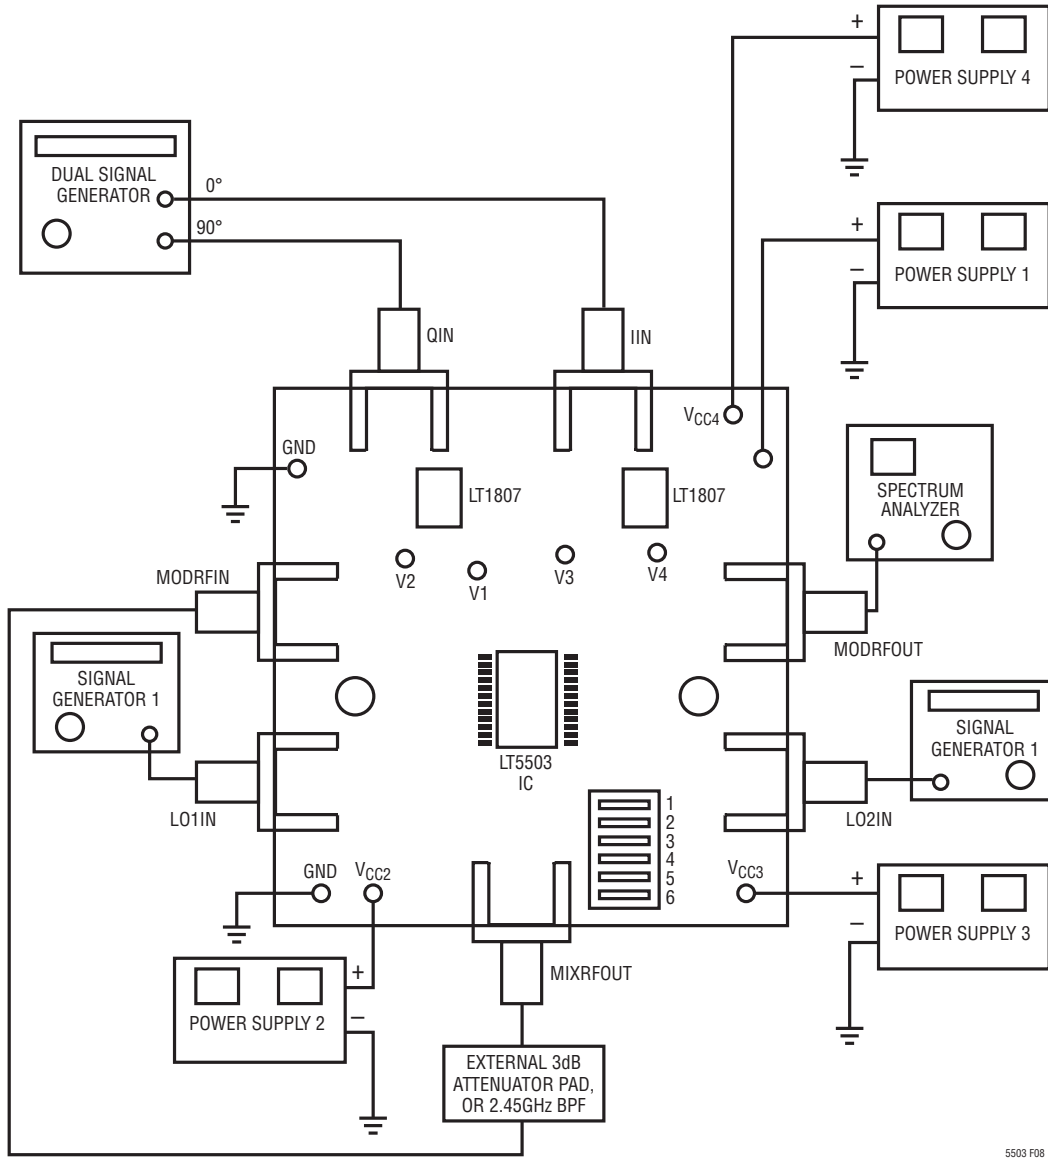 +
–
POWER SUPPLY 4
DUAL SIGNAL
GENERATOR
0°
90°
+
–
POWER SUPPLY 1
QIN
IIN
VCC4
GND
LT1807
LT1807
SPECTRUM
ANALYZER
V2
V1
V3
V4
MODRFIN
MODRFOUT
SIGNAL
GENERATOR 1
SIGNAL
GENERATOR 1
LT5503
IC
LO1IN
LO2IN
1
2
3
4
5
6
GND
VCC2
VCC3
+
–
POWER SUPPLY 3
+
–
POWER SUPPLY 2
MIXRFOUT
EXTERNAL 3dB
ATTENUATOR PAD,
OR 2.45GHz BPF
5503 F08